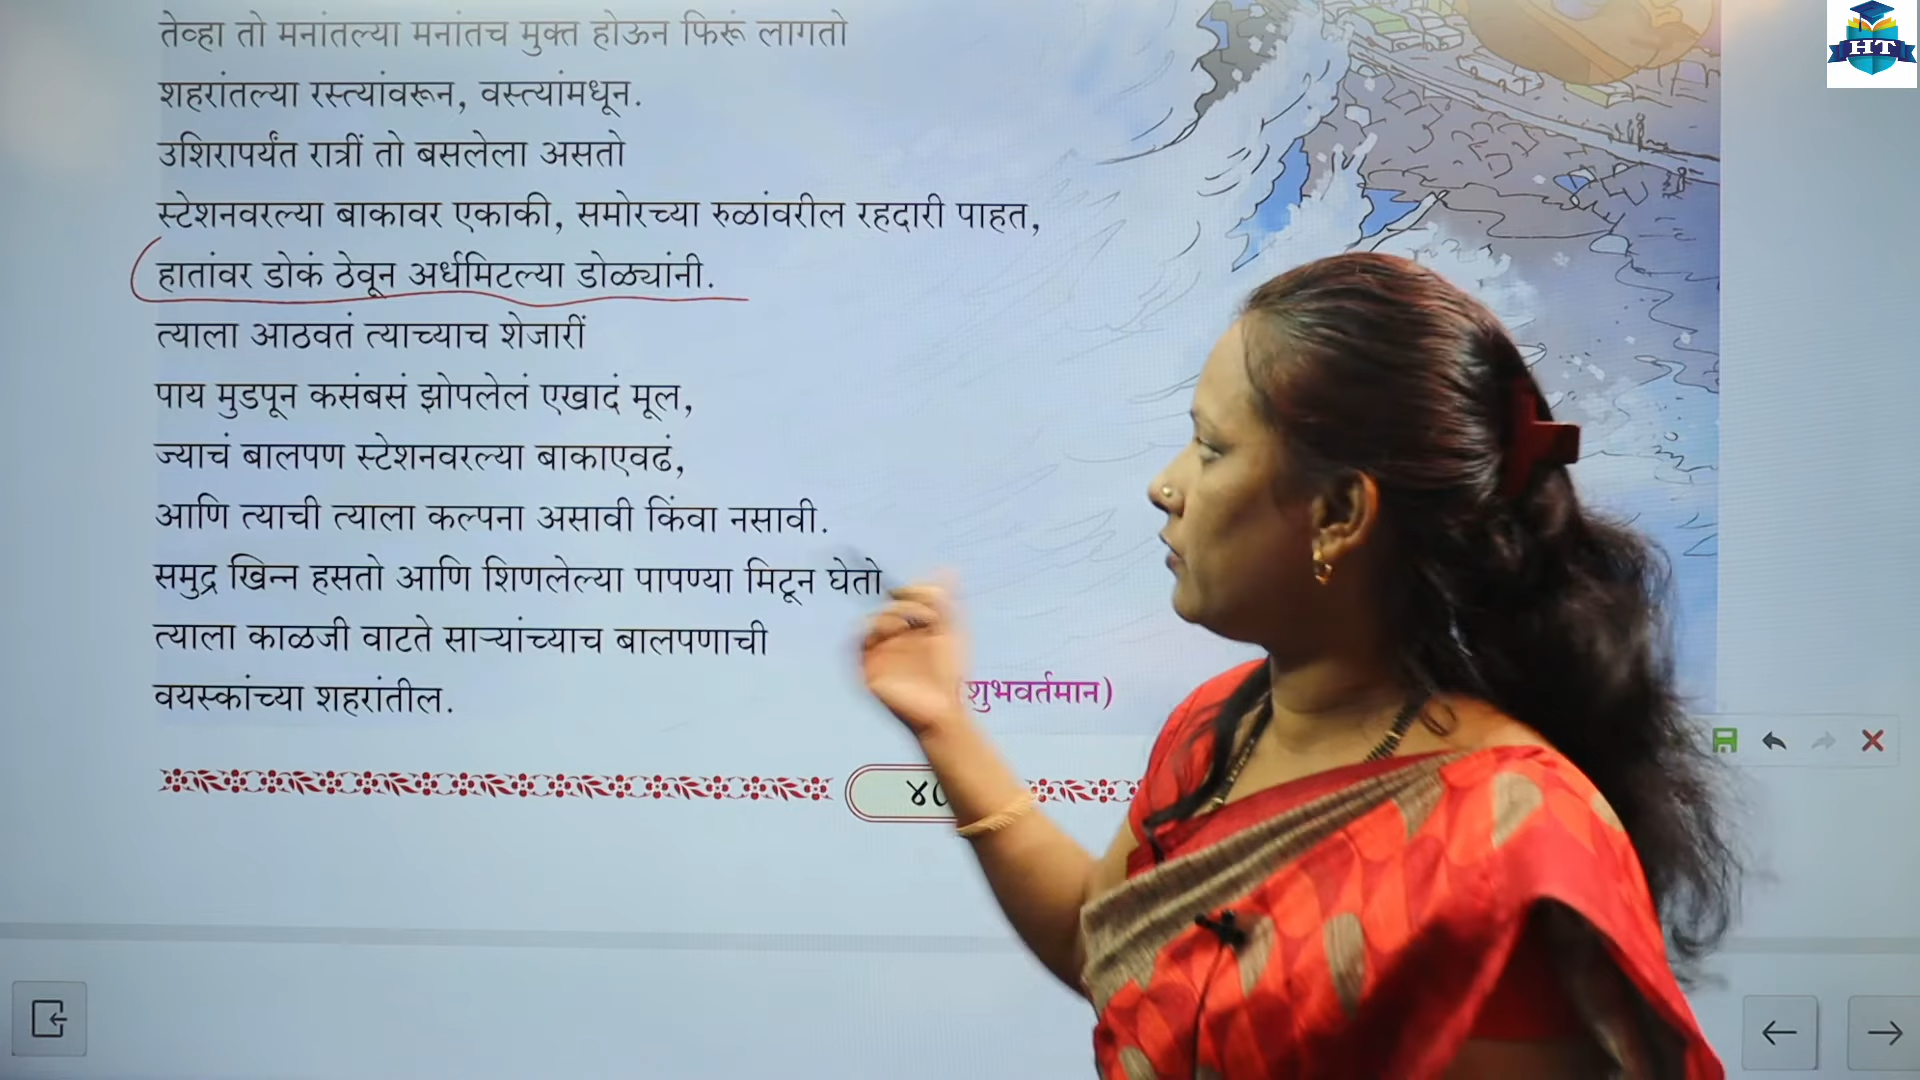 तेव्हा तो मनांतल्या मनांतच मुक्त होऊन फिरूं लागतो
शहरांतल्या रस्त्यांवरून, वस्त्यांमधून.
उशिरापर्यंत रात्रीं तो बसलेला असतो
स्टेशनवरल्या बाकावर एकाकी, समोरच्या रुळांवरील रहदारी पाहत,
हातांवर डोकं ठेवून अर्धमिटल्या डोळ्यांनी.
त्याला आठवतं त्याच्याच शेजारीं
पाय मुडपून कसंबसं झोपलेलं एखादं मूल,
ज्याचं बालपण स्टेशनवरल्या बाकाएवढं,
आणि त्याची त्याला कल्पना असावी किंवा नसावी.
समुद्र खिन्न हसतो आणि शिणलेल्या पापण्या मिटून घेतो
त्याला काळजी वाटते साऱ्यांच्याच बालपणाची
वयस्कांच्या शहरांतील.
(शुभवर्तमान)
HT